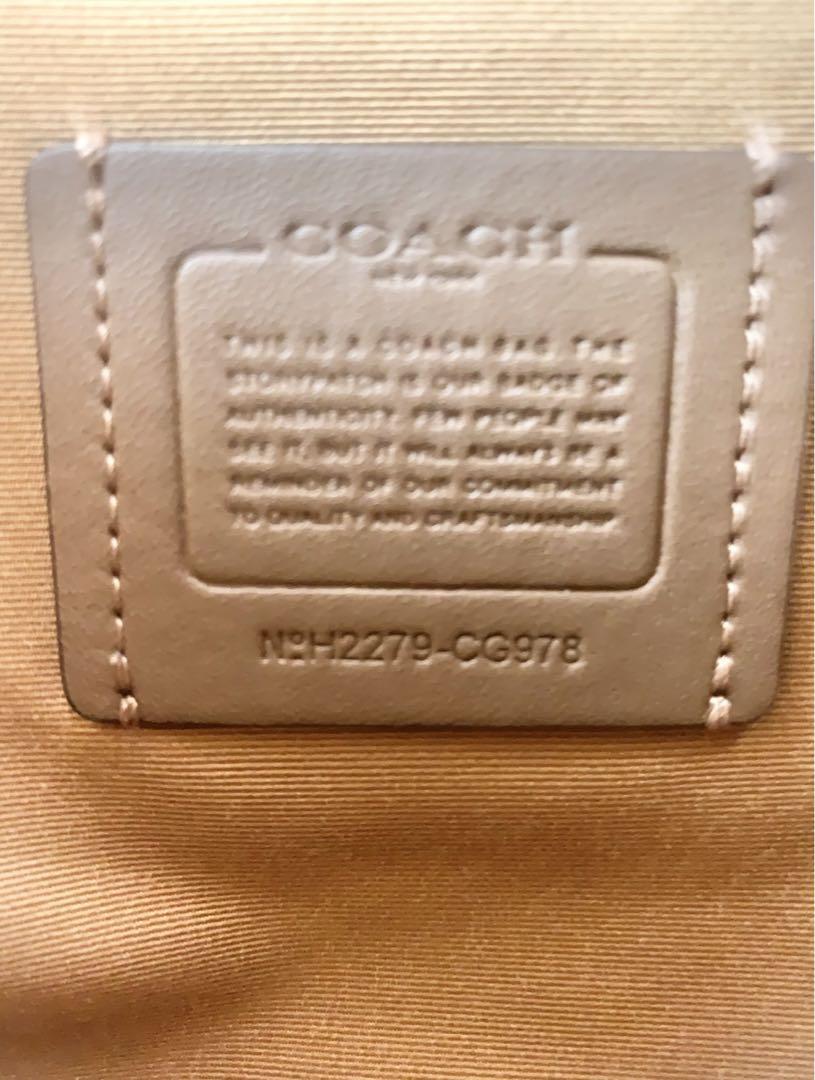 COACH
NEW YORK
THIS IS A COACH BAG. THE
STORYPATCH IS OUR BADGE OF
AUTHENTICITY. FEW PEOPLE MAY
SEE IT, BUT IT WILL ALWAYS BE A
REMINDER OF OUR COMMITMENT
TO QUALITY AND CRAFTSMANSHIP.
NºH2279-CG978